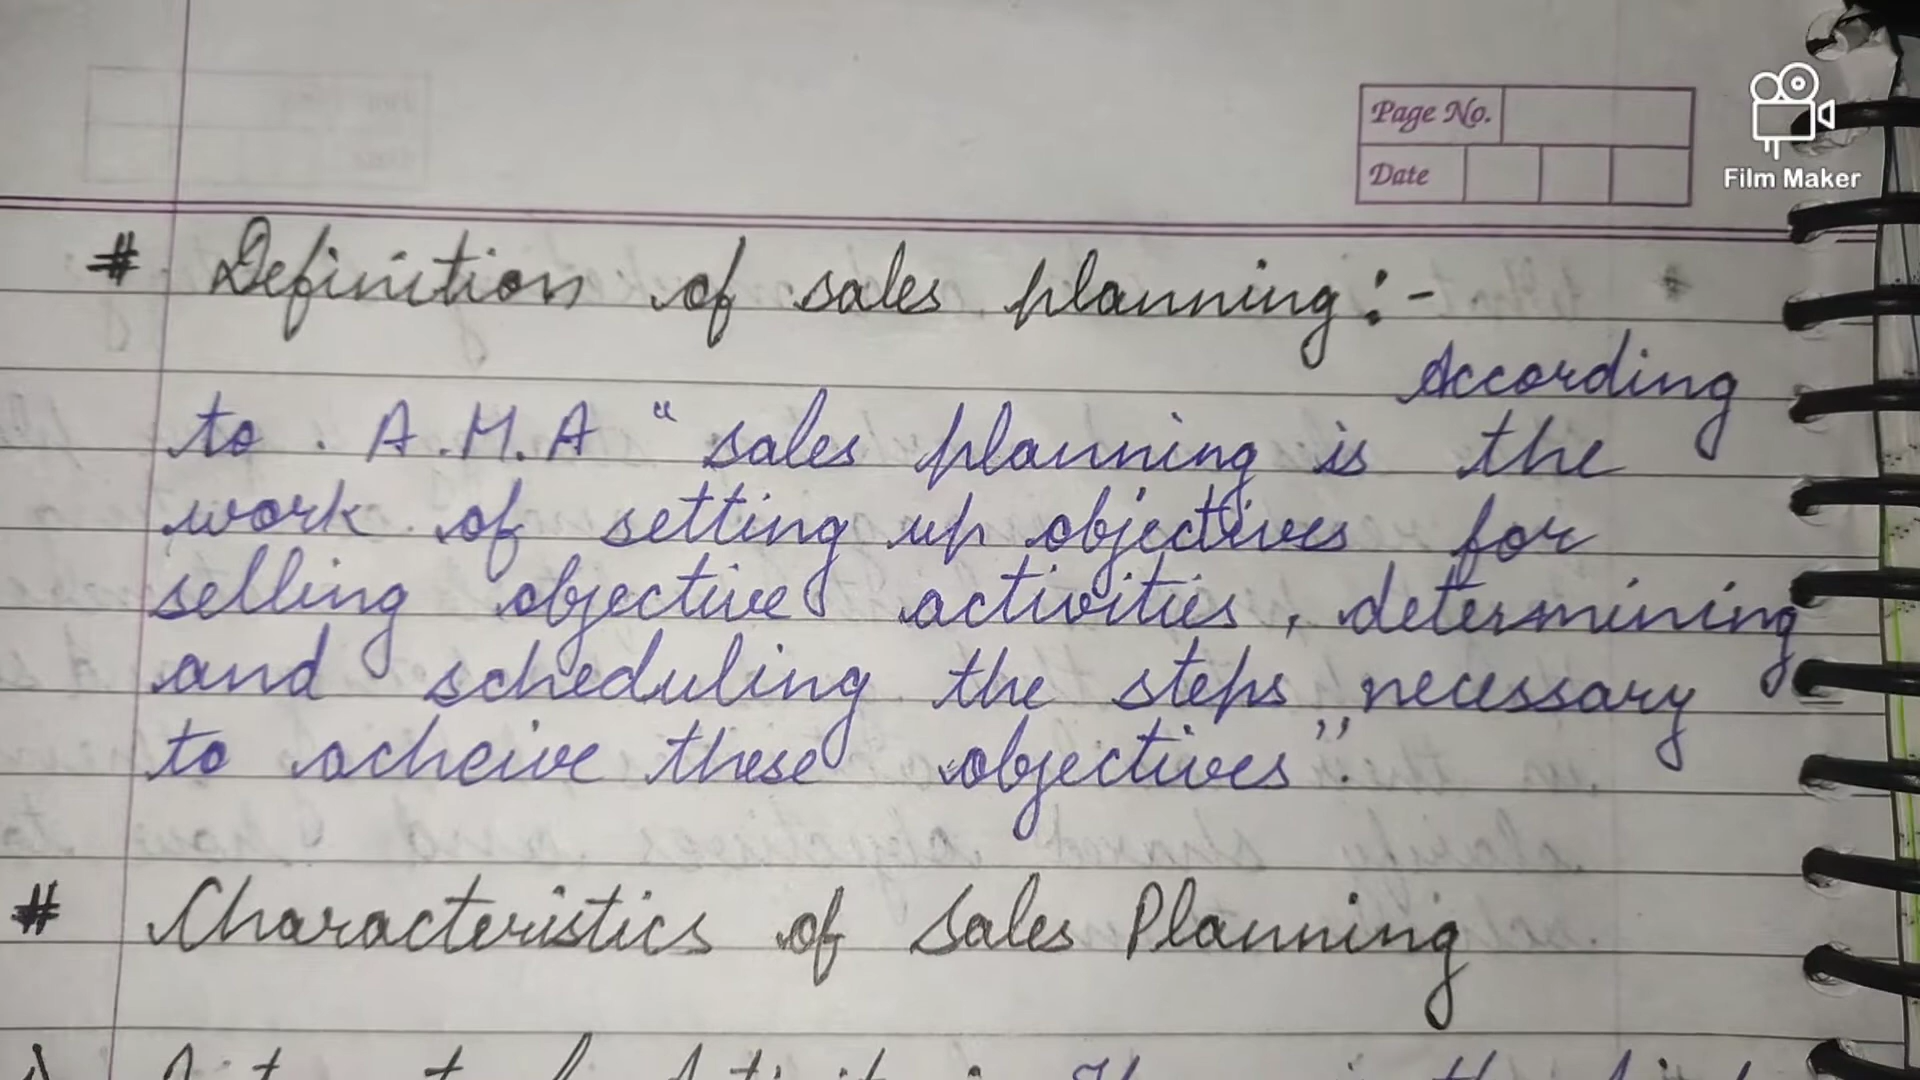 Page No.
Date
Film Maker
# Definition of sales planning :-
According
to . A.M.A "sales planning is the
work of setting up objectives for
selling objective activities, determining
and scheduling the steps necessary
to acheive these objectives".
# Characteristics of Sales Planning